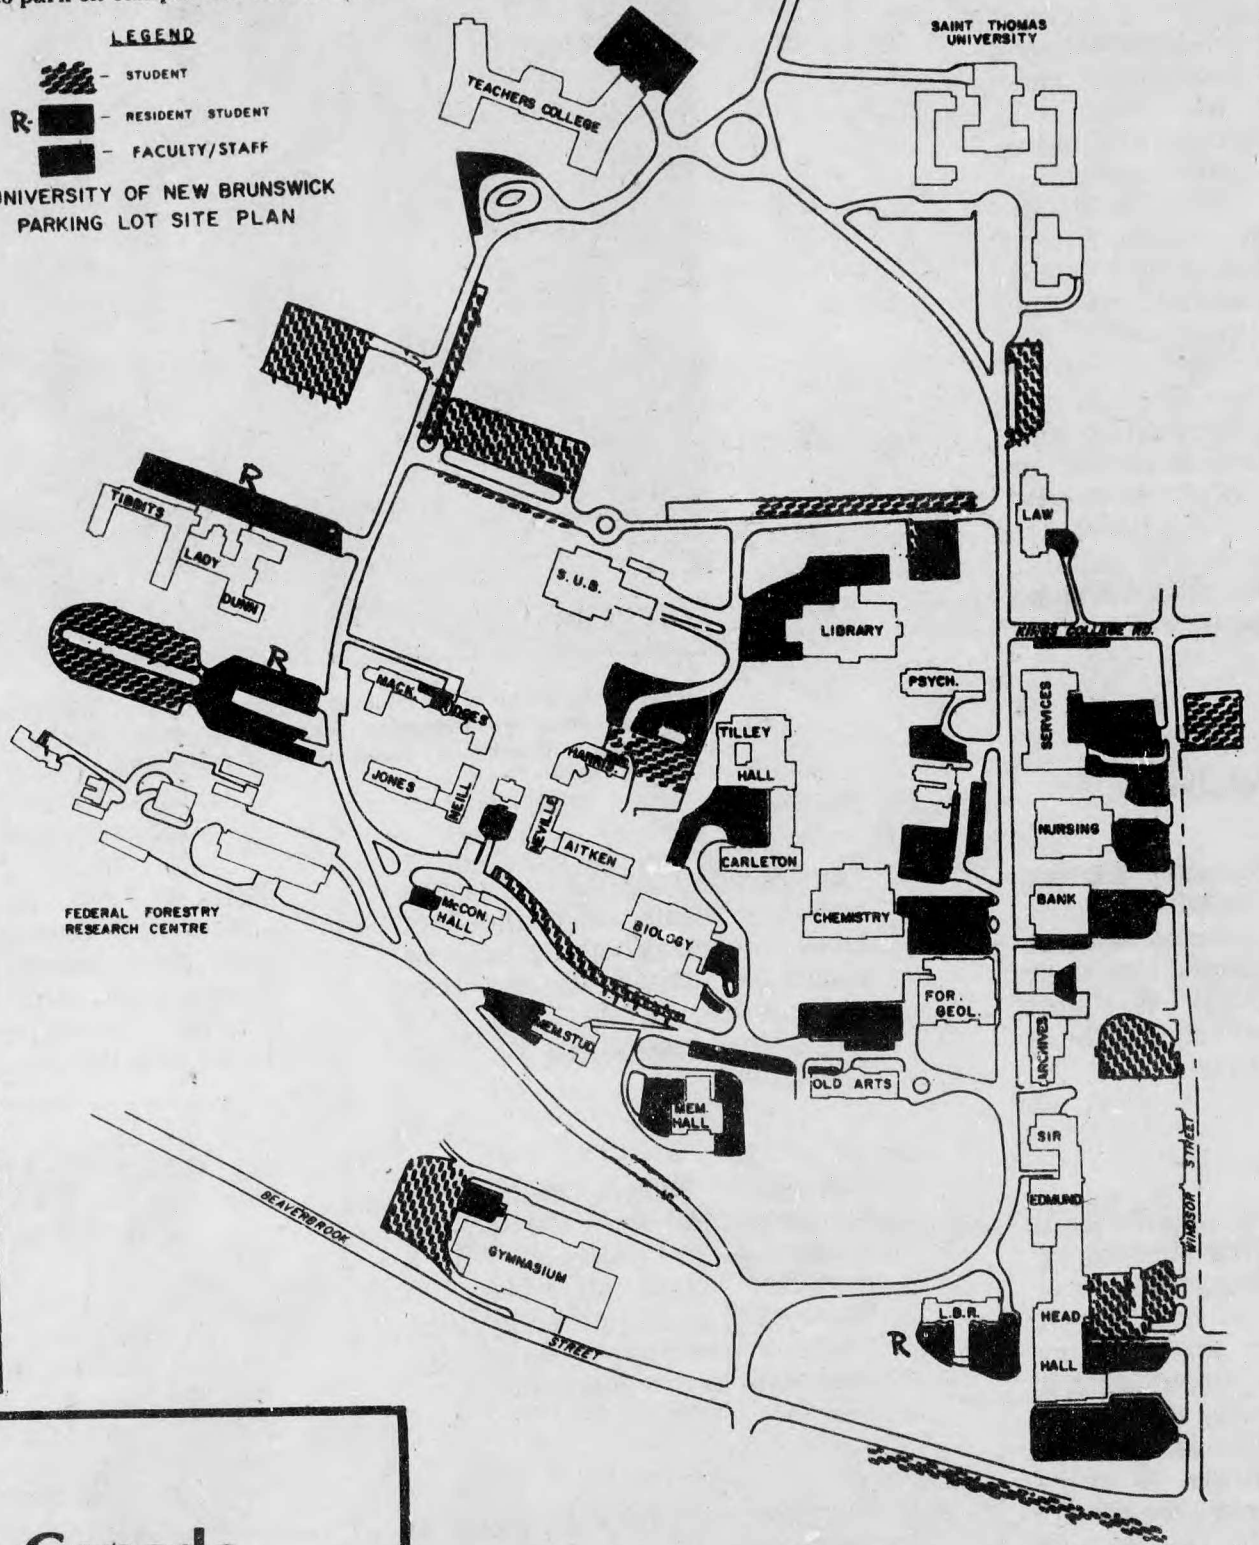 LEGEND
- STUDENT
R- - RESIDENT STUDENT
- FACULTY/STAFF
UNIVERSITY OF NEW BRUNSWICK
PARKING LOT SITE PLAN
SAINT THOMAS
UNIVERSITY
TEACHERS COLLEGE
R
TIBBITS
LADY
DUNN
LAW
S.U.B.
LIBRARY
KINGS COLLEGE RD.
R
MACK.
BRIDGES
PSYCH.
SERVICES
TILLEY
HALL
HARRISON
JONES
NEILL
NEVILLE
AITKEN
CARLETON
NURSING
FEDERAL FORESTRY
RESEARCH CENTRE
McCON.
HALL
BIOLOGY
CHEMISTRY
BANK
FOR.
GEOL.
MEM.STUD.
ARCHIVES
OLD ARTS
MEM.
HALL
SIR
EDMUND
WINDSOR STREET
BEAVERBROOK
STREET
GYMNASIUM
L.B.R.
R
HEAD
HALL